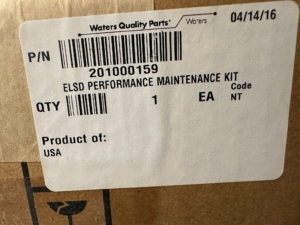 Waters Quality Parts Waters 04/14/16
P/N
201000159
ELSD PERFORMANCE MAINTENANCE KIT
QTY 1 EA Code
NT
Product of:
USA